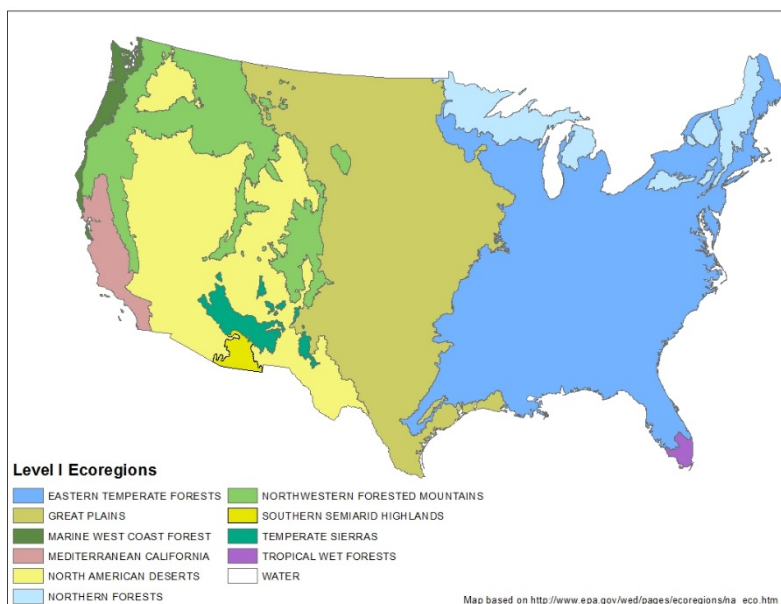 Level I Ecoregions
EASTERN TEMPERATE FORESTS
GREAT PLAINS
MARINE WEST COAST FOREST
MEDITERRANEAN CALIFORNIA
NORTH AMERICAN DESERTS
NORTHERN FORESTS
NORTHWESTERN FORESTED MOUNTAINS
SOUTHERN SEMIARID HIGHLANDS
TEMPERATE SIERRAS
TROPICAL WET FORESTS
WATER
Map based on http://www.epa.gov/wed/pages/ecoregions/na_eco.htm